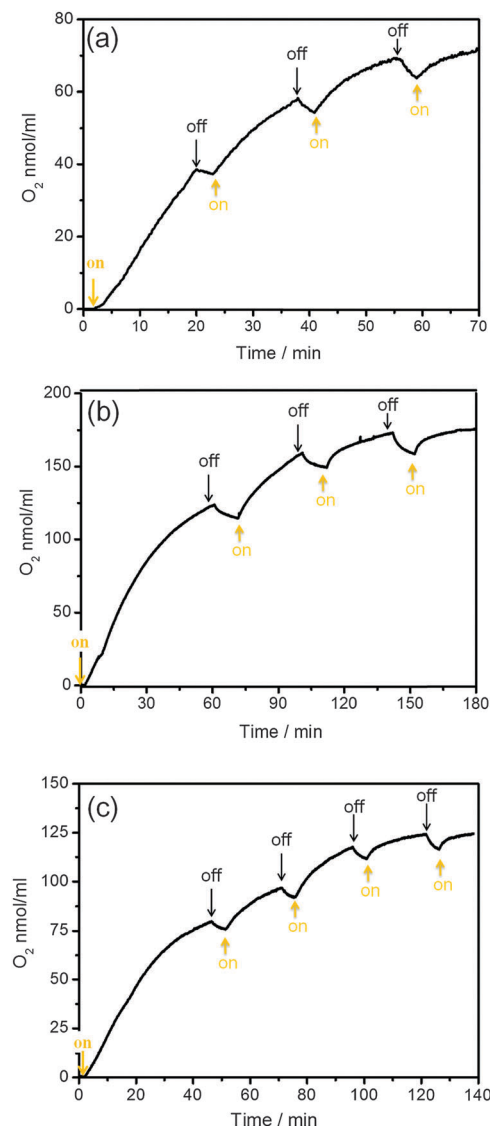 (a)
80
60
40
20
0
O₂ nmol/ml
on
off
on
off
on
off
on
0 10 20 30 40 50 60 70
Time / min
(b)
200
150
100
50
0
O₂ nmol/ml
on
off
on
off
on
off
on
0 30 60 90 120 150 180
Time / min
(c)
150
125
100
75
50
25
0
O₂ nmol/ml
on
off
on
off
on
off
on
off
on
0 20 40 60 80 100 120 140
Time / min